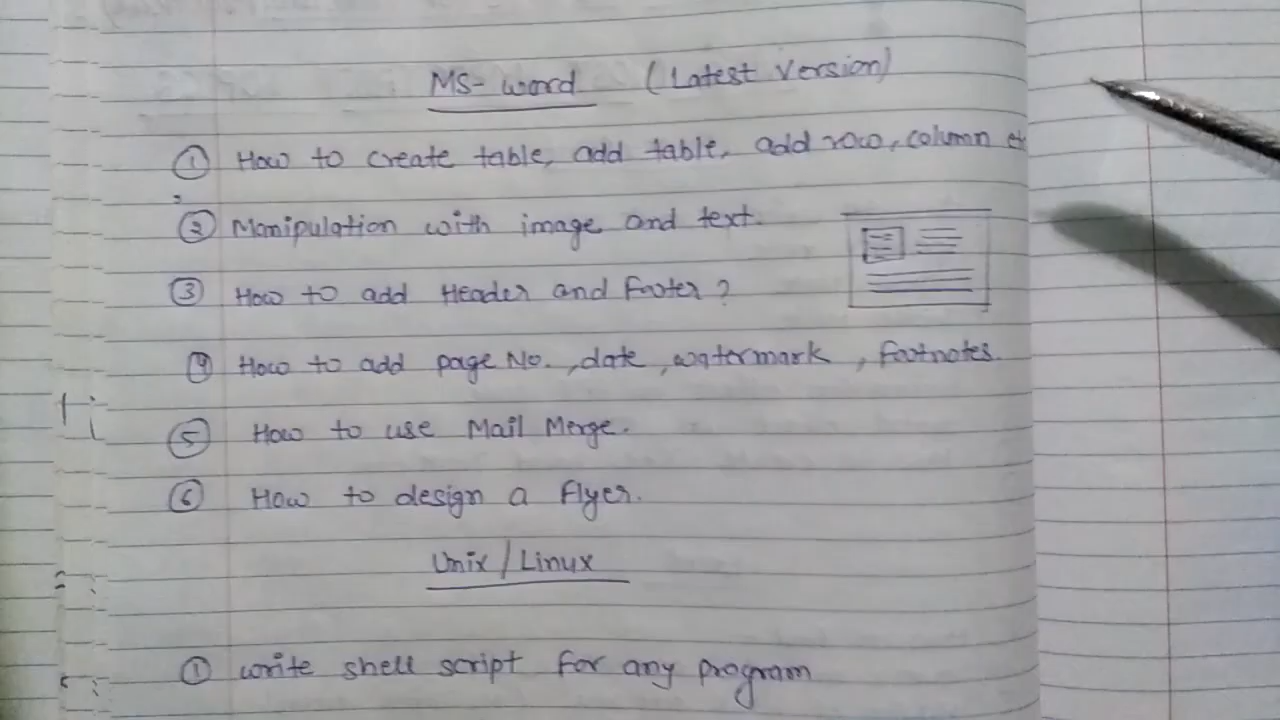 MS-word (Latest Version)
① How to create table, add table, add row, column et
② Manipulation with image and text.
③ How to add Header and Footer?
④ How to add page No., date, watermark, footnotes.
⑤ How to use Mail Merge.
⑥ How to design a Flyer.
Unix/Linux
① write shell script for any program